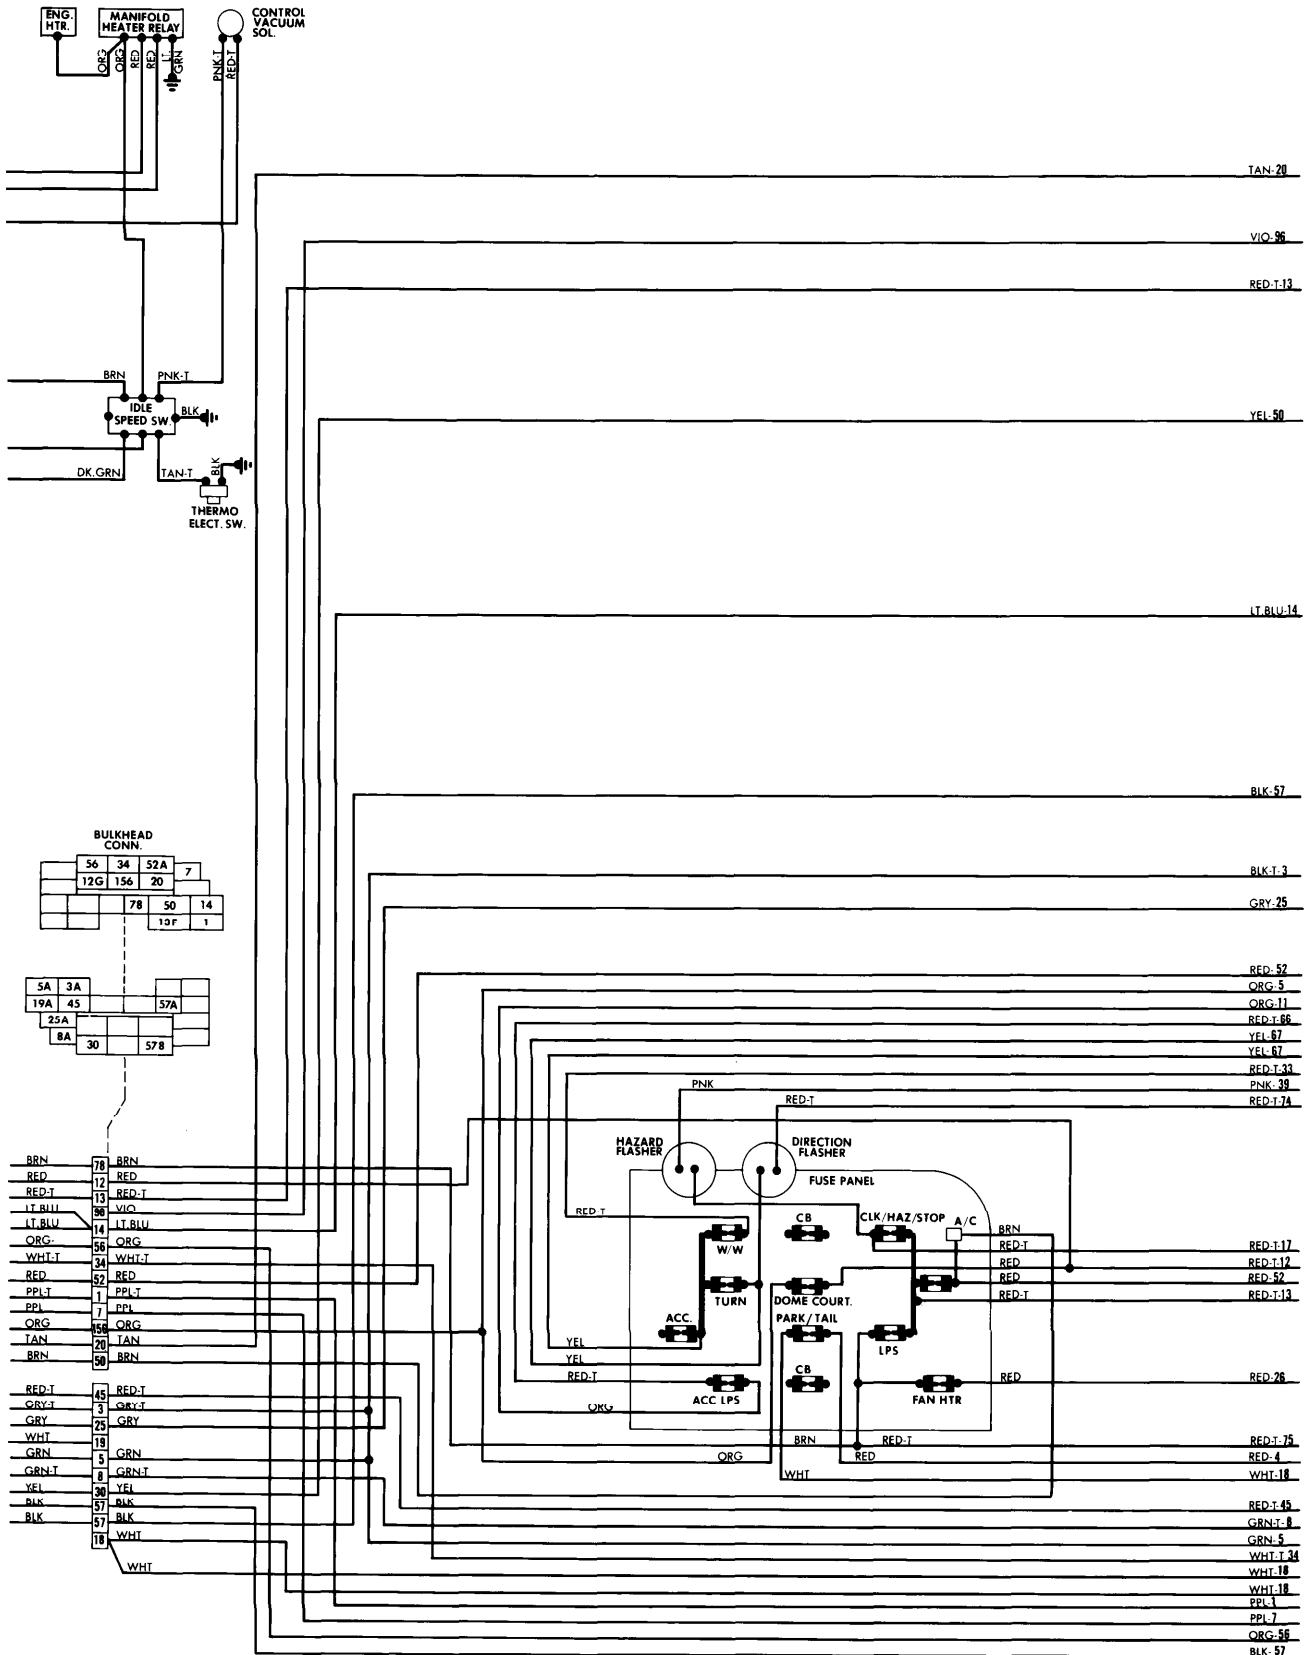 ENG.
HTR.
MANIFOLD
HEATER RELAY
CONTROL
VACUUM
SOL.
ORG
ORG
RED
RED
LT.
GRN
PNK-T
RED-T
TAN-20
VIO-96
RED-T-13
BRN
PNK-T
IDLE
SPEED SW.
BLK
YEL-50
DK.GRN
TAN-T
BLK
THERMO
ELECT. SW.
LT.BLU-14
BLK-57
BULKHEAD
CONN.
56 34 52A 7
12G 156 20
78 50 14
13F 1
BLK-T-3
GRY-25
5A 3A
19A 45 57A
25A
8A
30 57B
RED-52
ORG-5
ORG-11
RED-T-66
YEL-67
YEL-67
RED-T-33
PNK PNK-39
RED-T RED-T-74
HAZARD
FLASHER
DIRECTION
FLASHER
FUSE PANEL
BRN 78 BRN
RED 12 RED
RED-T 13 RED-T
LT BLU VIO
LT.BLU 14 LT.BLU
ORG- 56 ORG
WHT-T 34 WHT-T
RED 52 RED
PPL-T 1 PPL-T
PPL 7 PPL
ORG 156 ORG
TAN 20 TAN
BRN 50 BRN
RED-T
W/W
CB
CLK/HAZ/STOP
A/C
BRN
RED-T RED-T-17
RED RED-T-12
RED RED-52
RED-T RED-T-13
TURN
DOME COURT.
ACC.
PARK/TAIL
LPS
YEL
YEL
RED-T
ACC LPS
CB
FAN HTR
RED RED-26
ORG
RED-T 45 RED-T
GRY-T 3 GRY-T
GRY 25 GRY
WHT 19
GRN 5 GRN
GRN-T 8 GRN-T
YEL 30 YEL
BLK 57 BLK
BLK 57 BLK
18 WHT
WHT
BRN RED-T RED-T-75
ORG RED RED-4
WHT WHT-18
RED-T-45
GRN-T-8
GRN-5
WHT-T 34
WHT-18
WHT-18
PPL-1
PPL-7
ORG-56
BLK-57